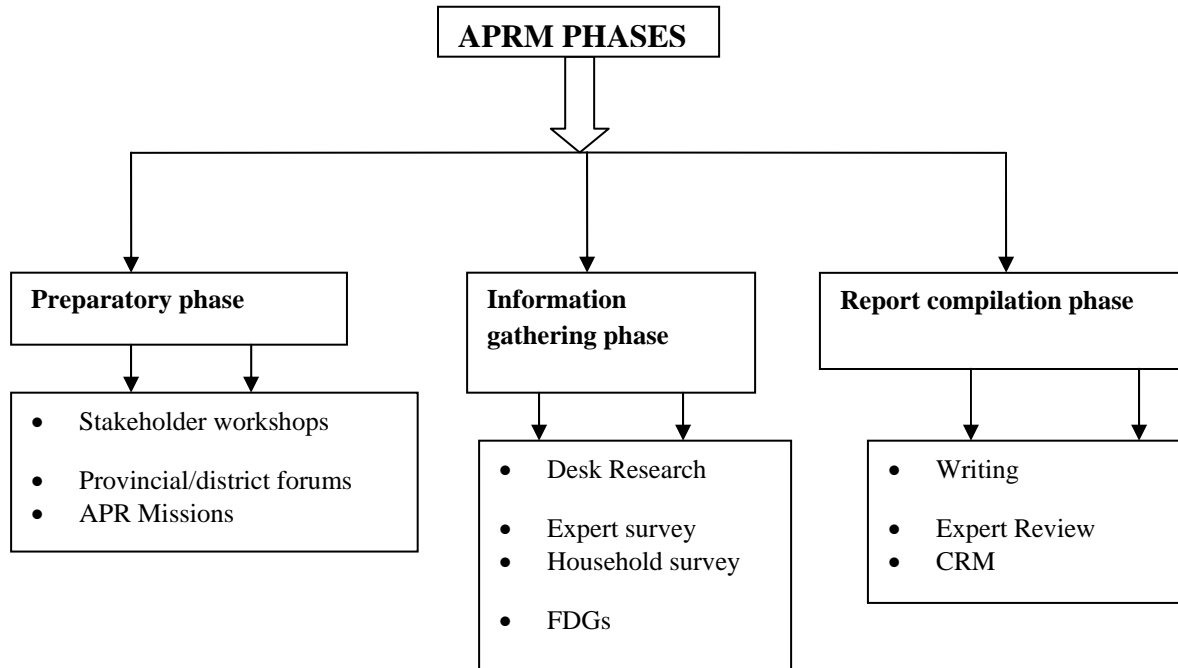 APRM PHASES
Preparatory phase
• Stakeholder workshops
• Provincial/district forums
• APR Missions
Information
gathering phase
• Desk Research
• Expert survey
• Household survey
• FDGs
Report compilation phase
• Writing
• Expert Review
• CRM